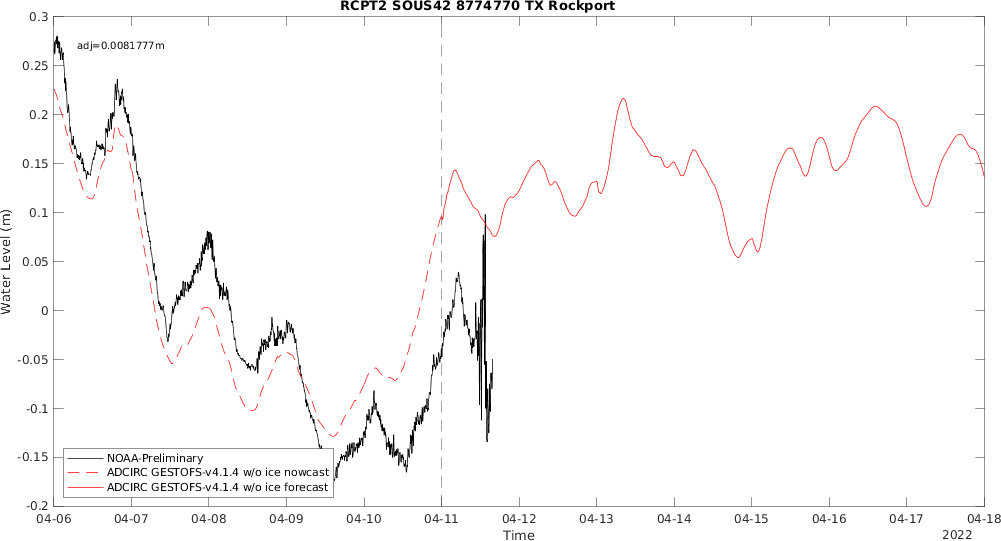 RCPT2 SOUS42 8774770 TX Rockport
0.3
adj=0.0081777m
0.25
0.2
0.15
0.1
0.05
0
-0.05
-0.1
-0.15
-0.2
Water Level (m)
NOAA-Preliminary
ADCIRC GESTOFS-v4.1.4 w/o ice nowcast
ADCIRC GESTOFS-v4.1.4 w/o ice forecast
04-06 04-07 04-08 04-09 04-10 04-11 04-12 04-13 04-14 04-15 04-16 04-17 04-18
Time
2022